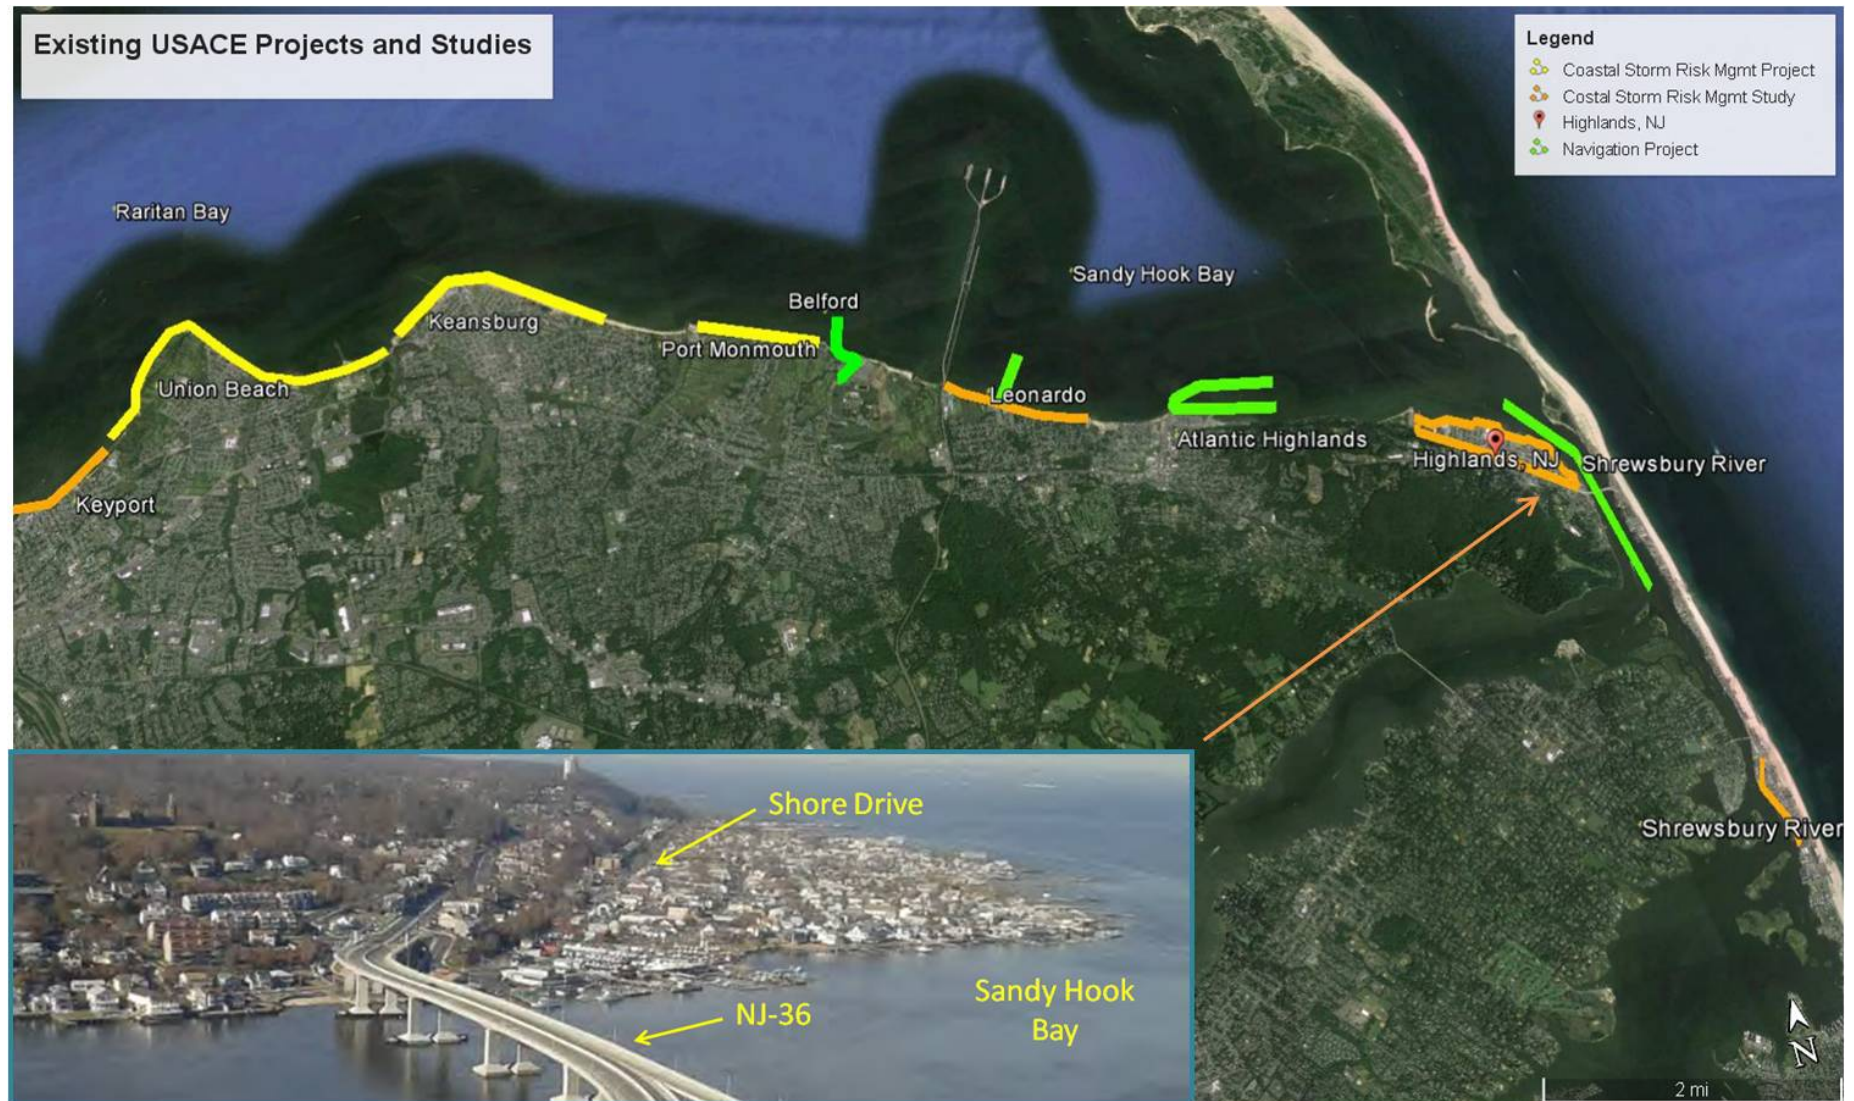 Existing USACE Projects and Studies
Legend
Coastal Storm Risk Mgmt Project
Costal Storm Risk Mgmt Study
Highlands, NJ
Navigation Project
Raritan Bay
Sandy Hook Bay
Belford
Keansburg
Port Monmouth
Union Beach
Leonardo
Atlantic Highlands
Highlands, NJ
Shrewsbury River
Keyport
Shore Drive
Shrewsbury River
NJ-36
Sandy Hook
Bay
N
2 mi